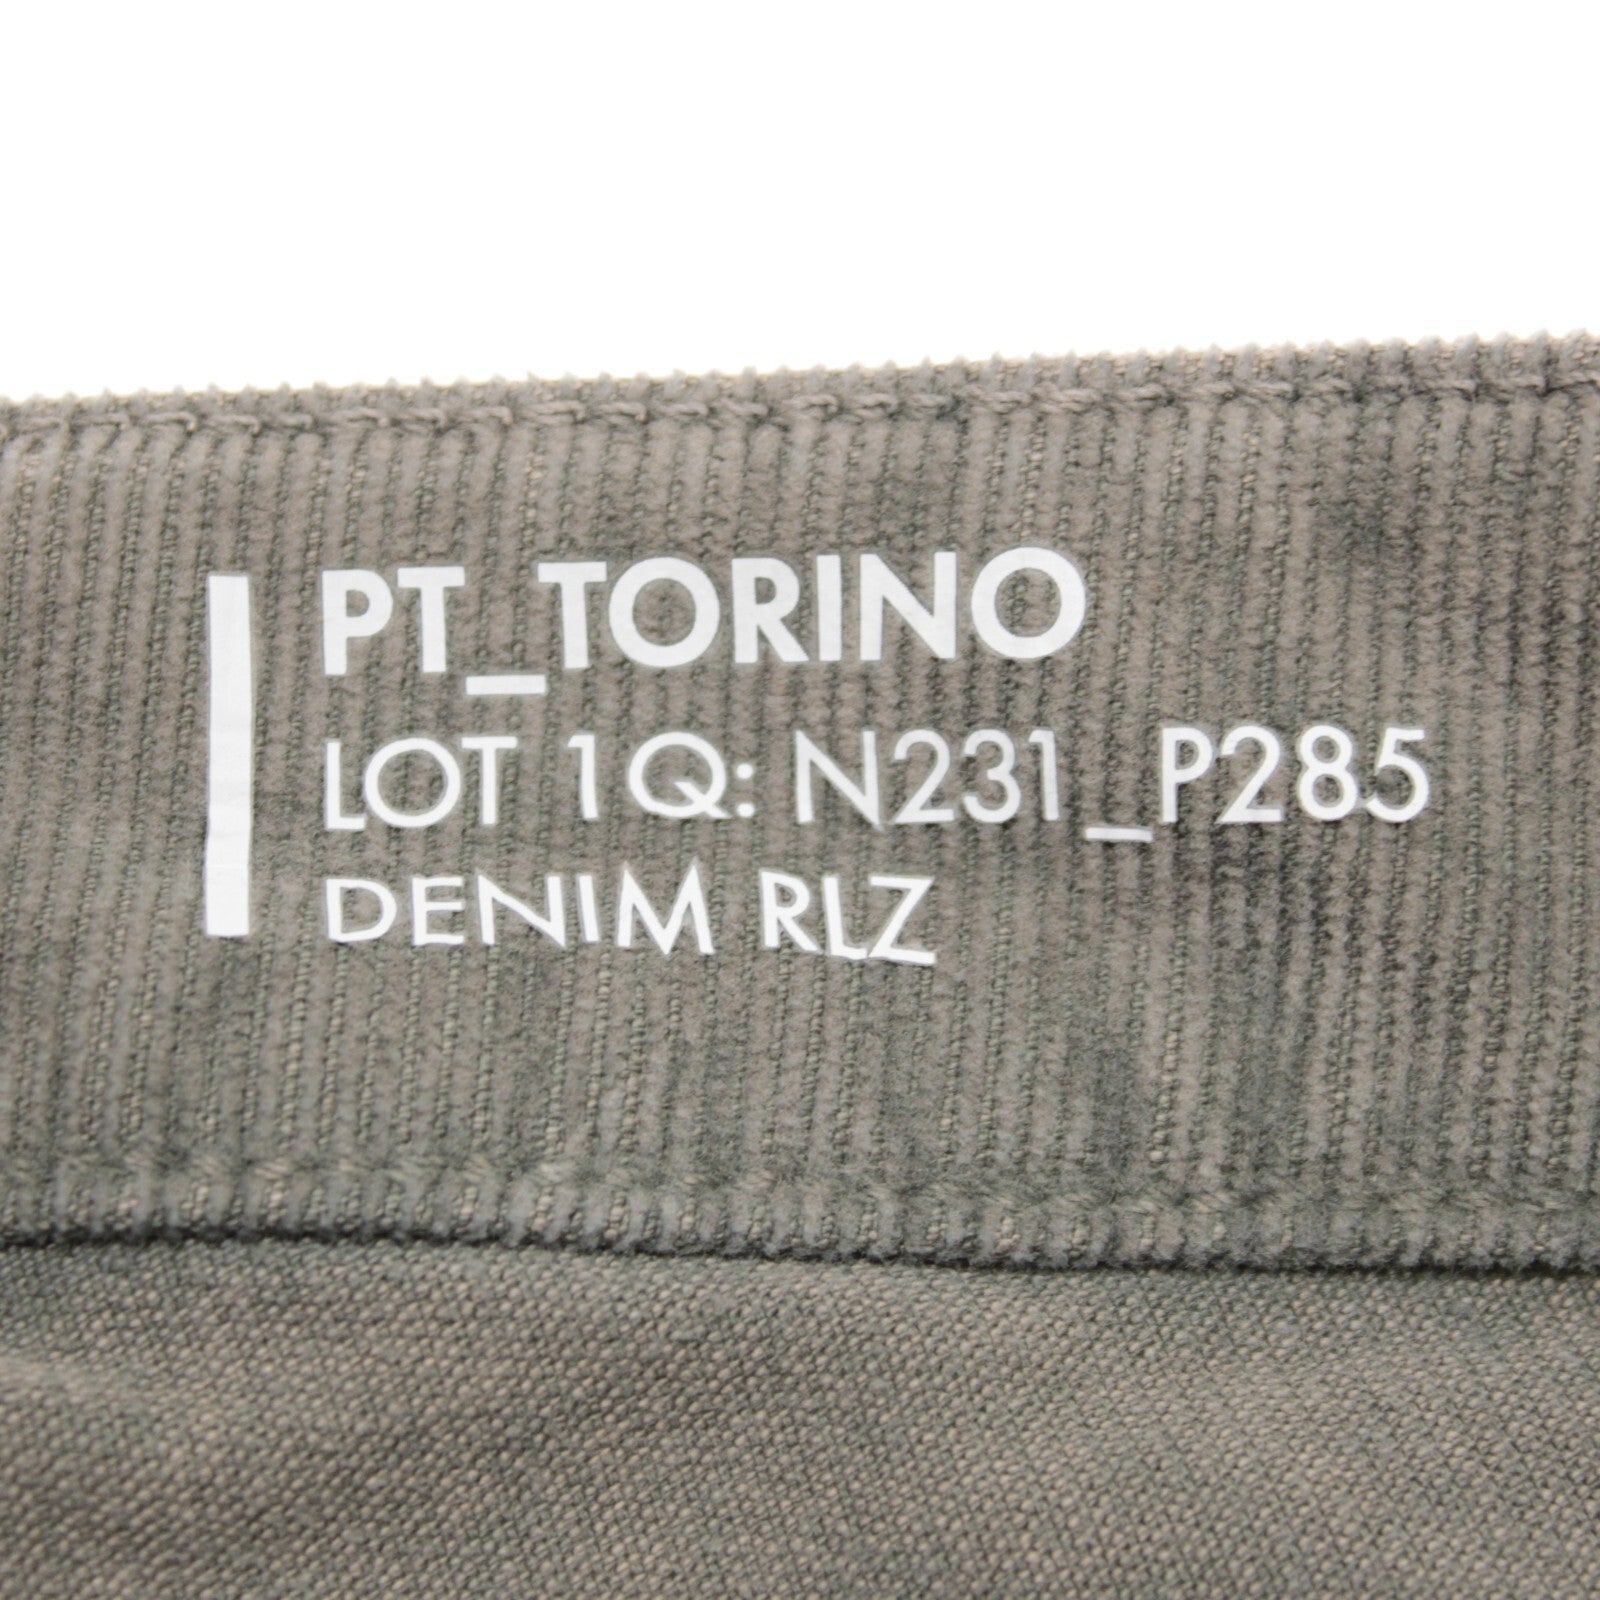 PT_TORINO
LOT 1Q: N231_P285
DENIM RLZ